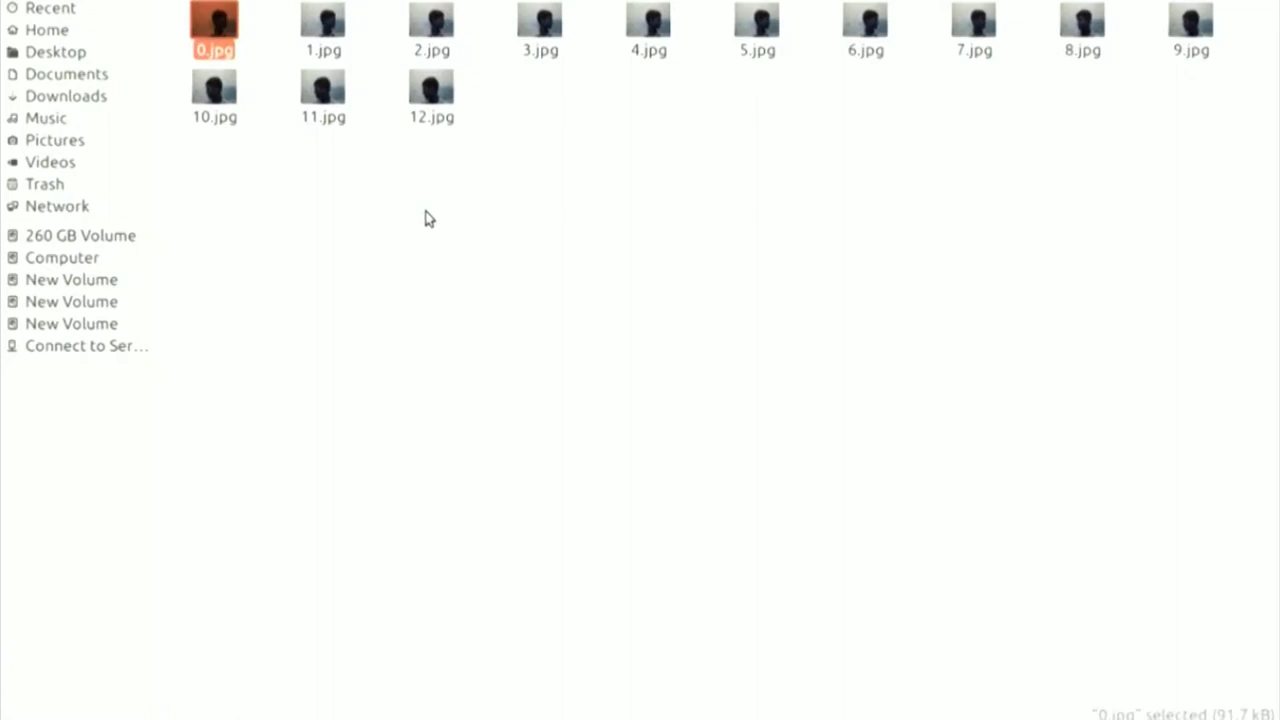 Recent
Home
Desktop
Documents
Downloads
Music
Pictures
Videos
Trash
Network
260 GB Volume
Computer
New Volume
New Volume
New Volume
Connect to Ser…
0.jpg 1.jpg 2.jpg 3.jpg 4.jpg 5.jpg 6.jpg 7.jpg 8.jpg 9.jpg
10.jpg 11.jpg 12.jpg
"0.jpg" selected (91.7 kB)